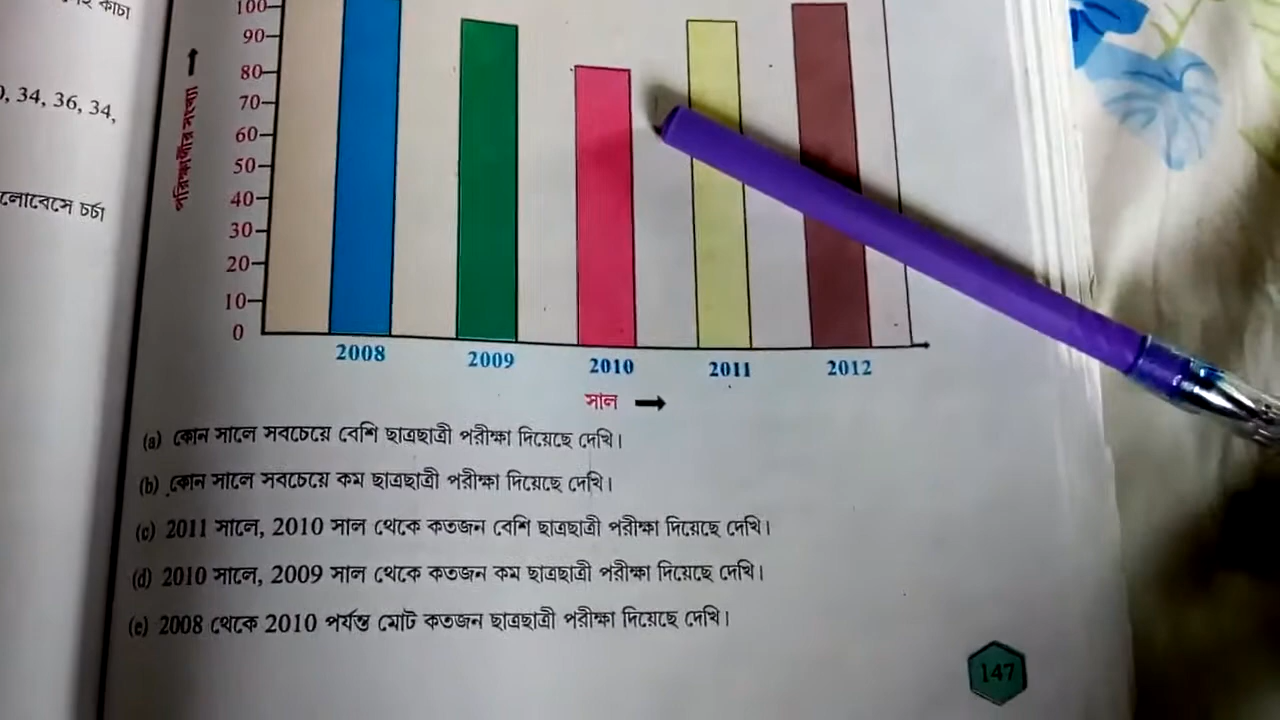 কাচা
34, 36, 34,
চর্চা
100
90
80
70
60
50
40
30
20
10
0
পরীক্ষার্থীর সংখ্যা
2008 2009 2010 2011 2012
সাল
(a) কোন সালে সবচেয়ে বেশি ছাত্রছাত্রী পরীক্ষা দিয়েছে দেখি।
(b) কোন সালে সবচেয়ে কম ছাত্রছাত্রী পরীক্ষা দিয়েছে দেখি।
(c) 2011 সালে, 2010 সাল থেকে কতজন বেশি ছাত্রছাত্রী পরীক্ষা দিয়েছে দেখি।
(d) 2010 সালে, 2009 সাল থেকে কতজন কম ছাত্রছাত্রী পরীক্ষা দিয়েছে দেখি।
(e) 2008 থেকে 2010 পর্যন্ত মোট কতজন ছাত্রছাত্রী পরীক্ষা দিয়েছে দেখি।
147